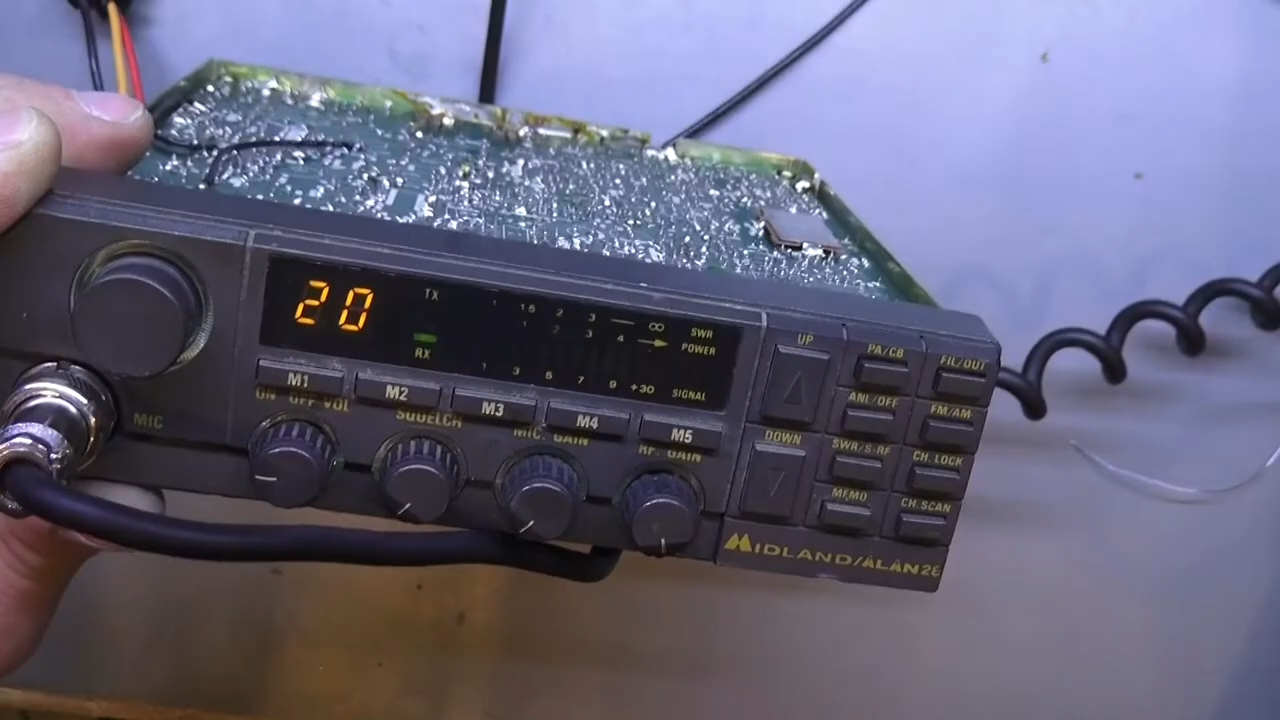 20
TX
1 1.5 2 3 ∞ SWR
1 2 3 4 POWER
RX
1 3 5 7 9 +30 SIGNAL
M1 M2 M3 M4 M5
ON-OFF-VOL SQUELCH MIC. GAIN RF. GAIN
MIC
UP
DOWN
PA/CB FIL/OUT
ANL/OFF FM/AM
SWR/S.RF CH. LOCK
MEMO CH.SCAN
MIDLAND/ALAN28